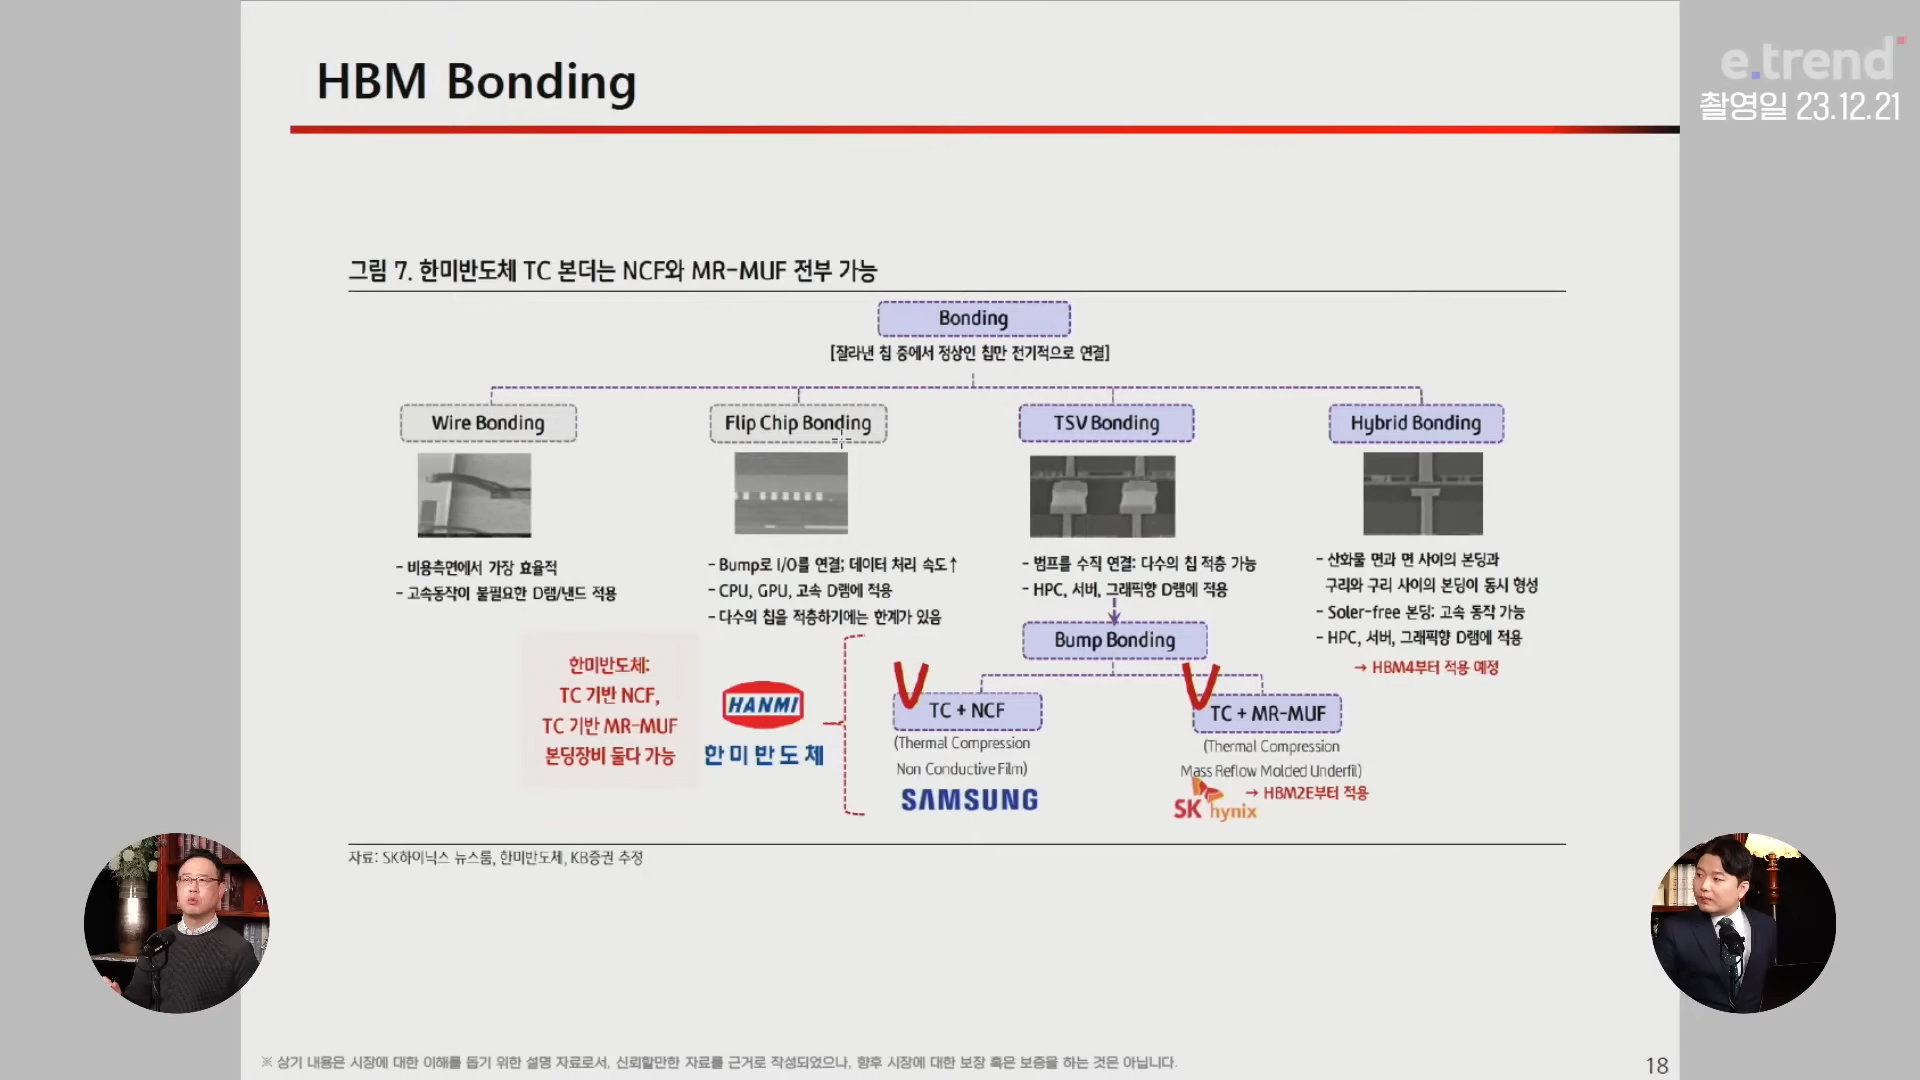 HBM Bonding
e.trend
촬영일 23.12.21
그림 7. 한미반도체 TC 본더는 NCF와 MR-MUF 전부 가능
Bonding
[잘라낸 칩 중에서 정상인 칩만 전기적으로 연결]
Wire Bonding
- 비용측면에서 가장 효율적
- 고속동작이 불필요한 D램/낸드 적용
Flip Chip Bonding
- Bump로 I/O를 연결; 데이터 처리 속도↑
- CPU, GPU, 고속 D램에 적용
- 다수의 칩을 적층하기에는 한계가 있음
TSV Bonding
- 범프를 수직 연결: 다수의 칩 적층 가능
- HPC, 서버, 그래픽향 D램에 적용
Hybrid Bonding
- 산화물 면과 면 사이의 본딩과
구리와 구리 사이의 본딩이 동시 형성
- Soler-free 본딩: 고속 동작 가능
- HPC, 서버, 그래픽향 D램에 적용
→ HBM4부터 적용 예정
Bump Bonding
한미반도체:
TC 기반 NCF,
TC 기반 MR-MUF
본딩장비 둘다 가능
HANMI
한미반도체
TC + NCF
(Thermal Compression
Non Conductive Film)
SAMSUNG
TC + MR-MUF
(Thermal Compression
Mass Reflow Molded Underfil)
→ HBM2E부터 적용
SK hynix
자료: SK하이닉스 뉴스룸, 한미반도체, KB증권 추정
※ 상기 내용은 시장에 대한 이해를 돕기 위한 설명 자료로서, 신뢰할만한 자료를 근거로 작성되었으나, 향후 시장에 대한 보장 혹은 보증을 하는 것은 아닙니다.
18